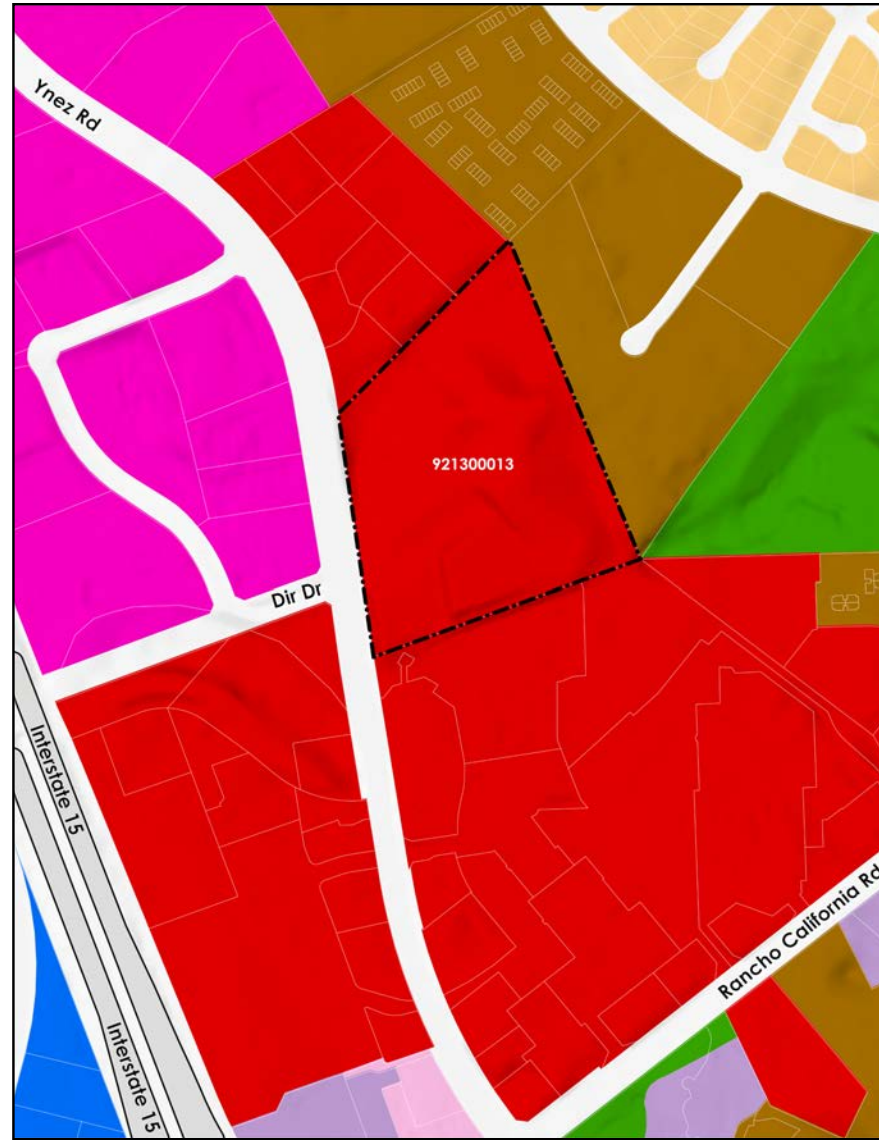 Ynez Rd
921300013
Dir Dr
Interstate 15
Rancho California Rd
Interstate 15